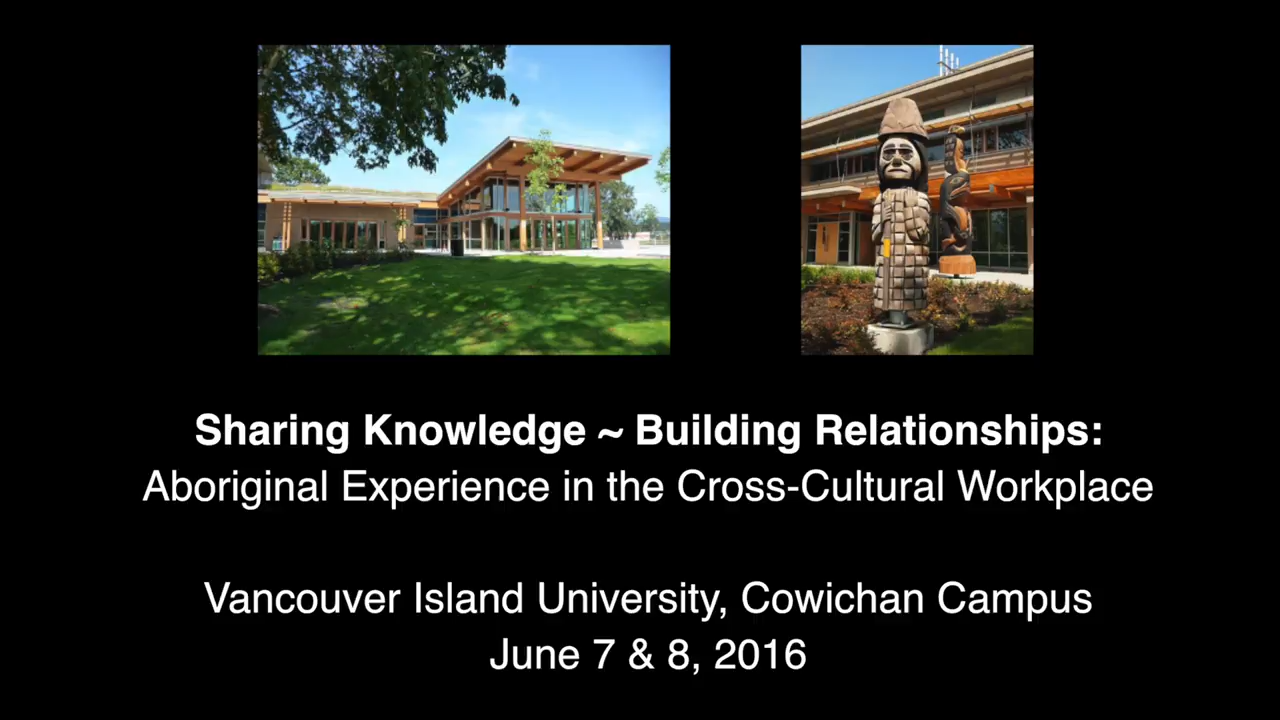 Sharing Knowledge ~ Building Relationships:
Aboriginal Experience in the Cross-Cultural Workplace
Vancouver Island University, Cowichan Campus
June 7 & 8, 2016